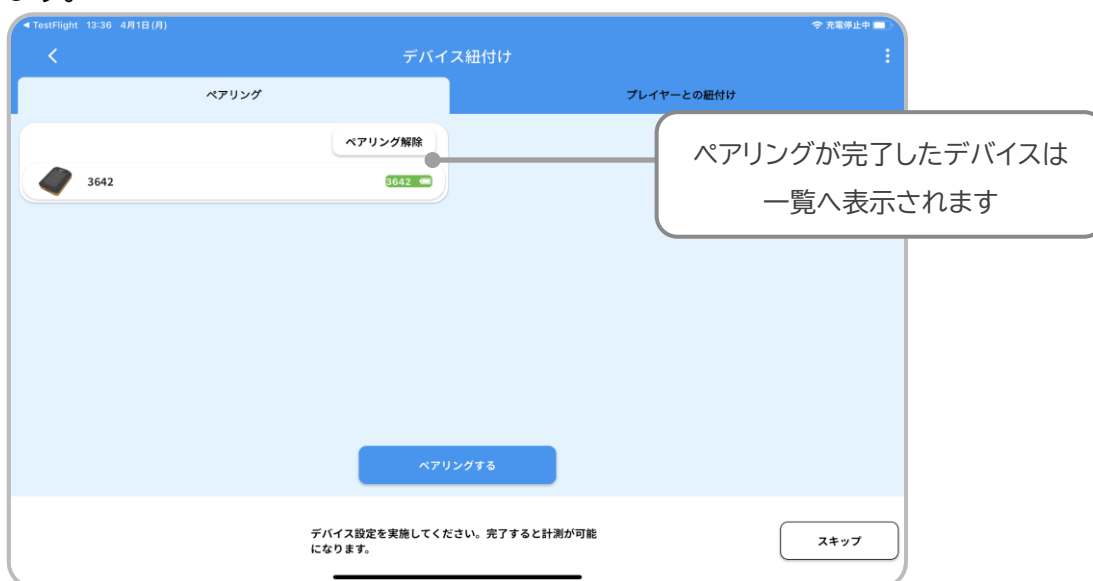 ます。
◀ TestFlight 13:36 4月1日(月) 充電停止中
デバイス紐付け
ペアリング プレイヤーとの紐付け
ペアリング解除
3642 3642
ペアリングが完了したデバイスは
一覧へ表示されます
ペアリングする
デバイス設定を実施してください。完了すると計測が可能
になります。
スキップ